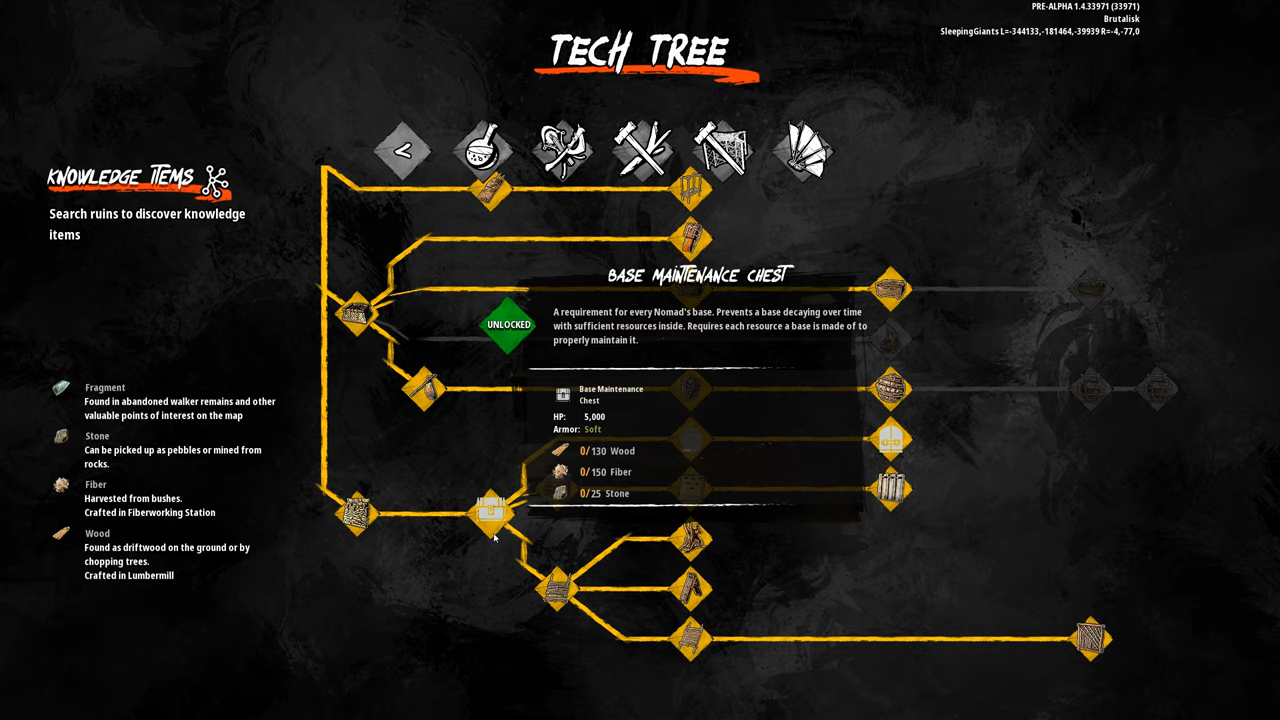 PRE-ALPHA 1.4.33971 (33971)
Brutalisk
SleepingGiants L=-344133,-181464,-39939 R=-4,-77,0
TECH TREE
KNOWLEDGE ITEMS
Search ruins to discover knowledge
items
BASE MAINTENANCE CHEST
UNLOCKED
A requirement for every Nomad's base. Prevents a base decaying over time
with sufficient resources inside. Requires each resource a base is made of to
properly maintain it.
Base Maintenance
Chest
HP: 5,000
Armor: Soft
0/130 Wood
0/150 Fiber
0/25 Stone
Fragment
Found in abandoned walker remains and other
valuable points of interest on the map
Stone
Can be picked up as pebbles or mined from
rocks.
Fiber
Harvested from bushes.
Crafted in Fiberworking Station
Wood
Found as driftwood on the ground or by
chopping trees.
Crafted in Lumbermill